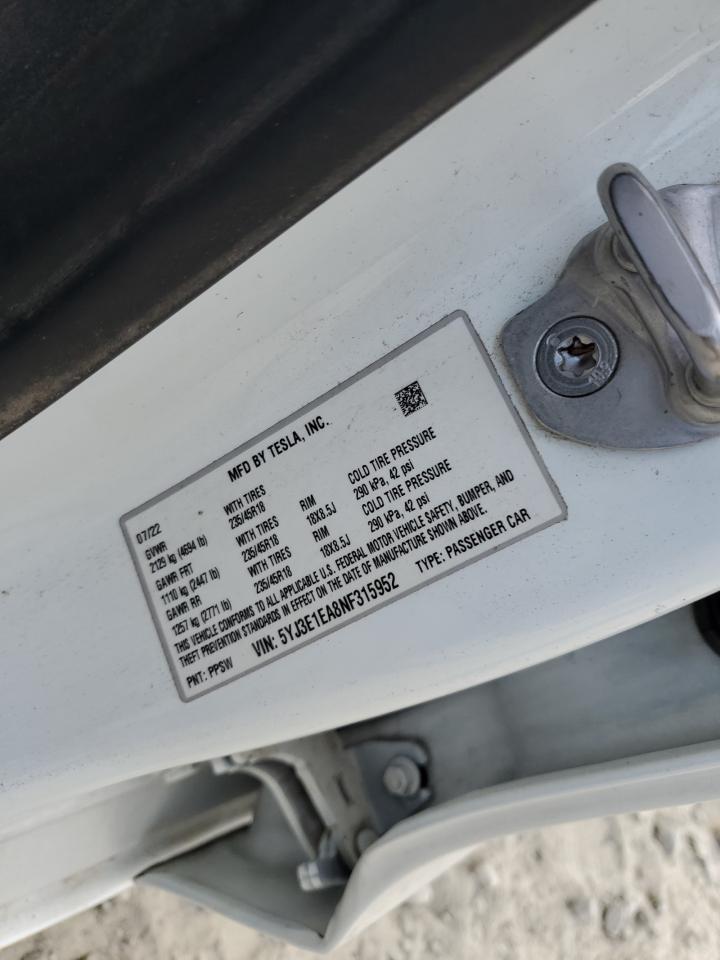 MFD BY TESLA, INC.
07/22
GVWR WITH TIRES RIM COLD TIRE PRESSURE
2129 kg (4694 lb) 235/45R18 18X8.5J 290 kPa, 42 psi
GAWR FRT WITH TIRES RIM COLD TIRE PRESSURE
1110 kg (2447 lb) 235/45R18 18X8.5J 290 kPa, 42 psi
GAWR RR WITH TIRES
1257 kg (2771 lb) 235/45R18
THIS VEHICLE CONFORMS TO ALL APPLICABLE U.S. FEDERAL MOTOR VEHICLE SAFETY, BUMPER, AND
THEFT PREVENTION STANDARDS IN EFFECT ON THE DATE OF MANUFACTURE SHOWN ABOVE.
PNT: PPSW VIN: 5YJ3E1EA8NF315952 TYPE: PASSENGER CAR